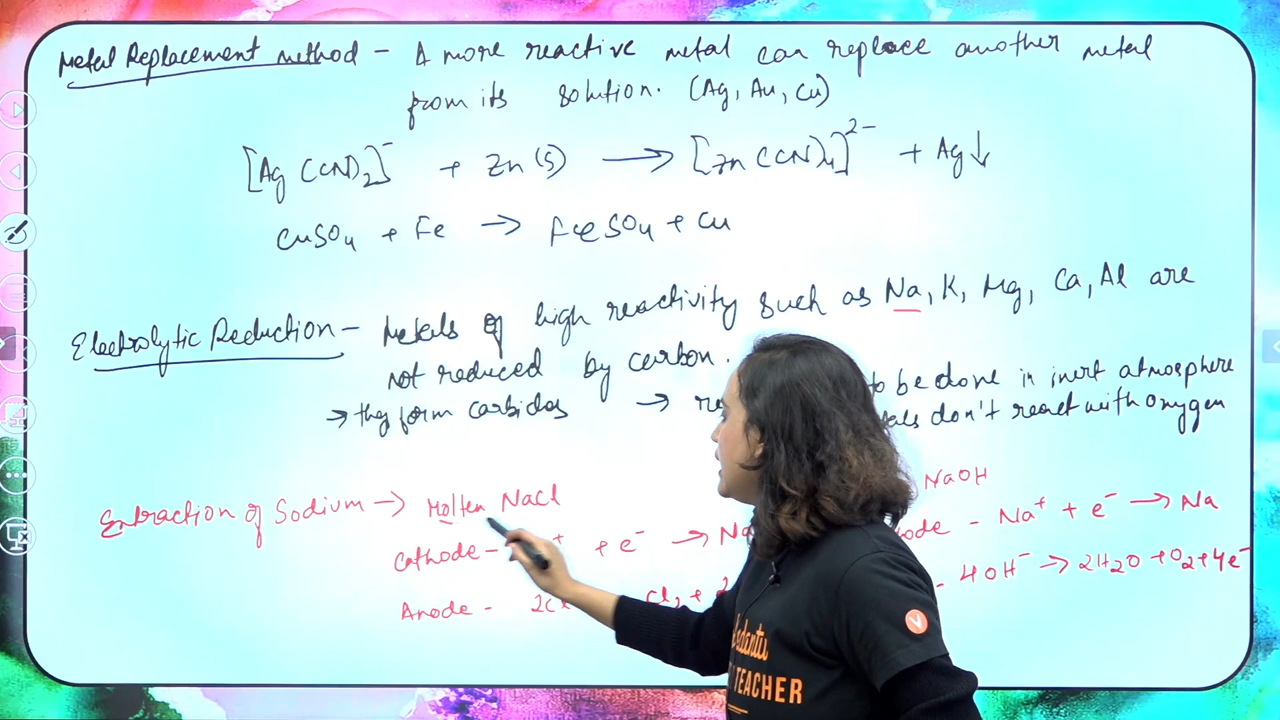 Metal Replacement method - A more reactive metal can replace another metal
from its solution. (Ag, Au, Cu)
[Ag(CN)2]⁻ + Zn(s) → [Zn(CN)4]²⁻ + Ag↓
CuSO4 + Fe → FeSO4 + Cu
Electrolytic Reduction - Metals of high reactivity such as Na, K, Mg, Ca, Al are
not reduced by carbon.
→ they form carbides → to be done in inert atmosphere
don't react with oxygen
Extraction of Sodium → Molten NaCl
NaOH
Cathode - + e⁻ → Na
- Na⁺ + e⁻ → Na
Anode -
- 4OH⁻ → 2H2O + O2 + 4e⁻
TEACHER